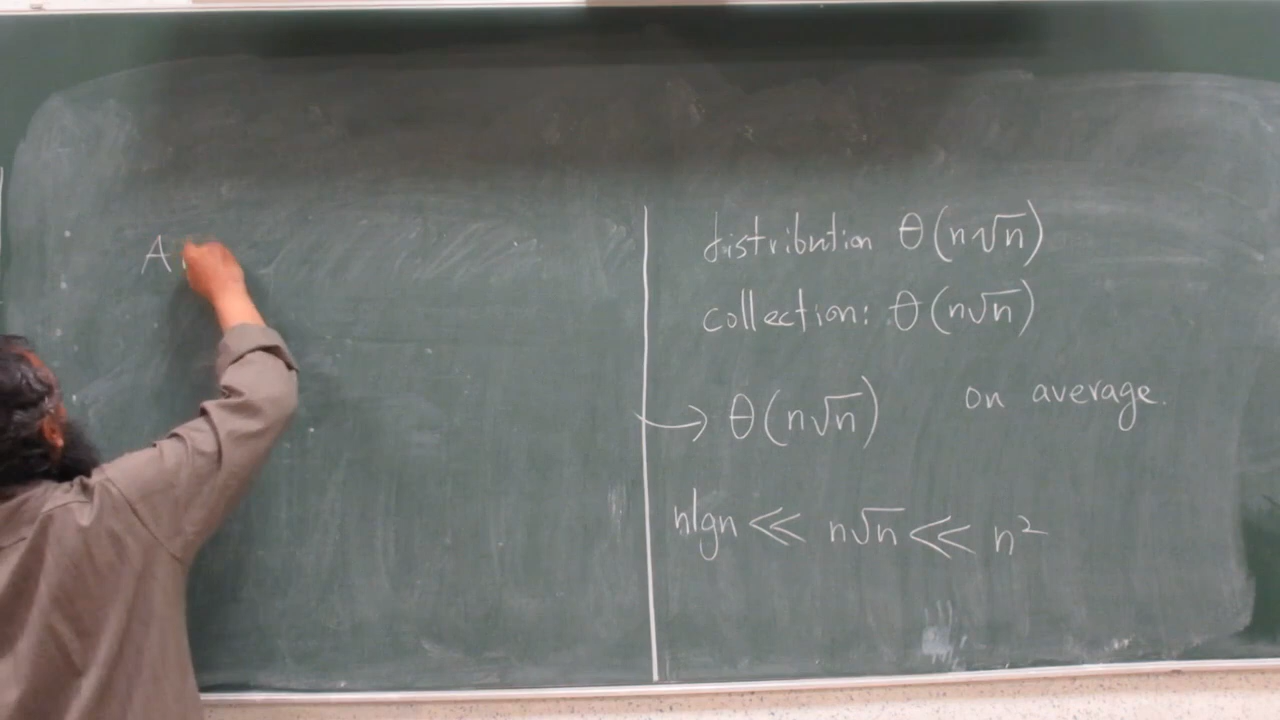 A
distribution θ(n√n)
collection: θ(n√n)
→ θ(n√n) on average.
nlgn ≪ n√n ≪ n²